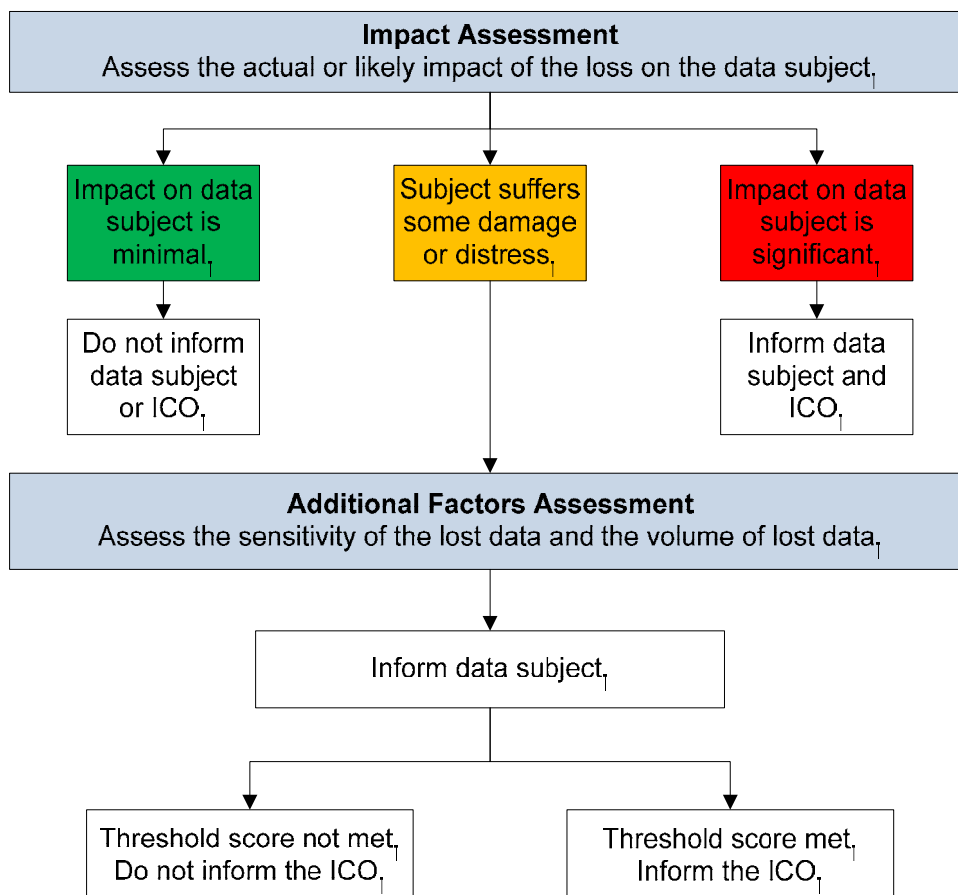 Impact Assessment
Assess the actual or likely impact of the loss on the data subject.
Impact on data
subject is
minimal.
Subject suffers
some damage
or distress.
Impact on data
subject is
significant.
Do not inform
data subject
or ICO.
Inform data
subject and
ICO.
Additional Factors Assessment
Assess the sensitivity of the lost data and the volume of lost data.
Inform data subject.
Threshold score not met.
Do not inform the ICO.
Threshold score met.
Inform the ICO.